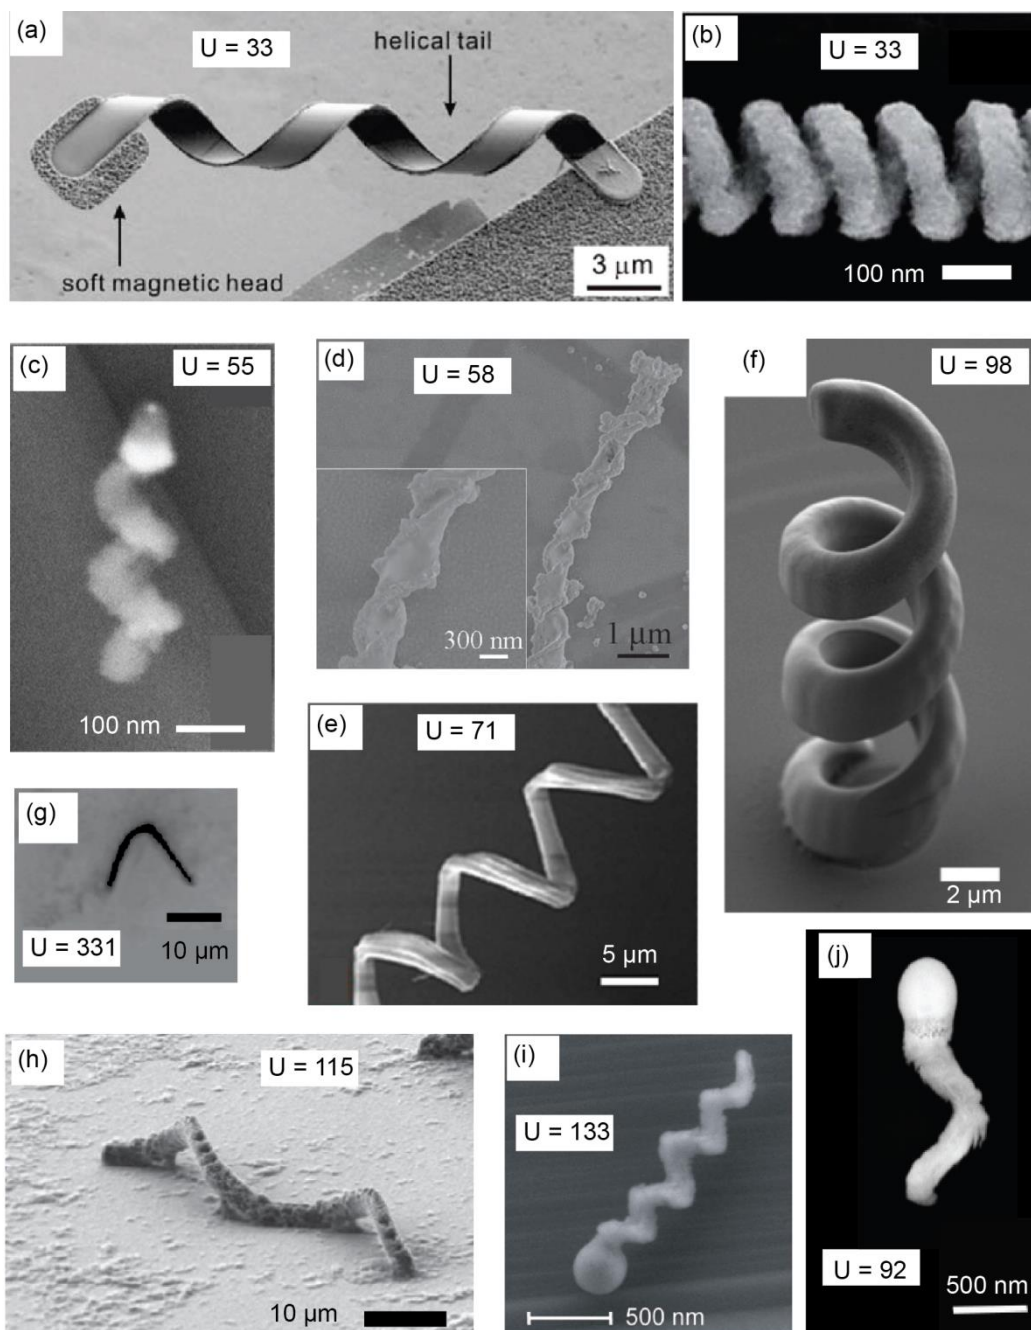 (a)
U = 33
helical tail
soft magnetic head
3 μm
(b)
U = 33
100 nm
(c)
U = 55
100 nm
(d)
U = 58
300 nm
1 μm
(e)
U = 71
5 μm
(f)
U = 98
2 μm
(g)
U = 331
10 μm
(h)
U = 115
10 μm
(i)
U = 133
500 nm
(j)
U = 92
500 nm